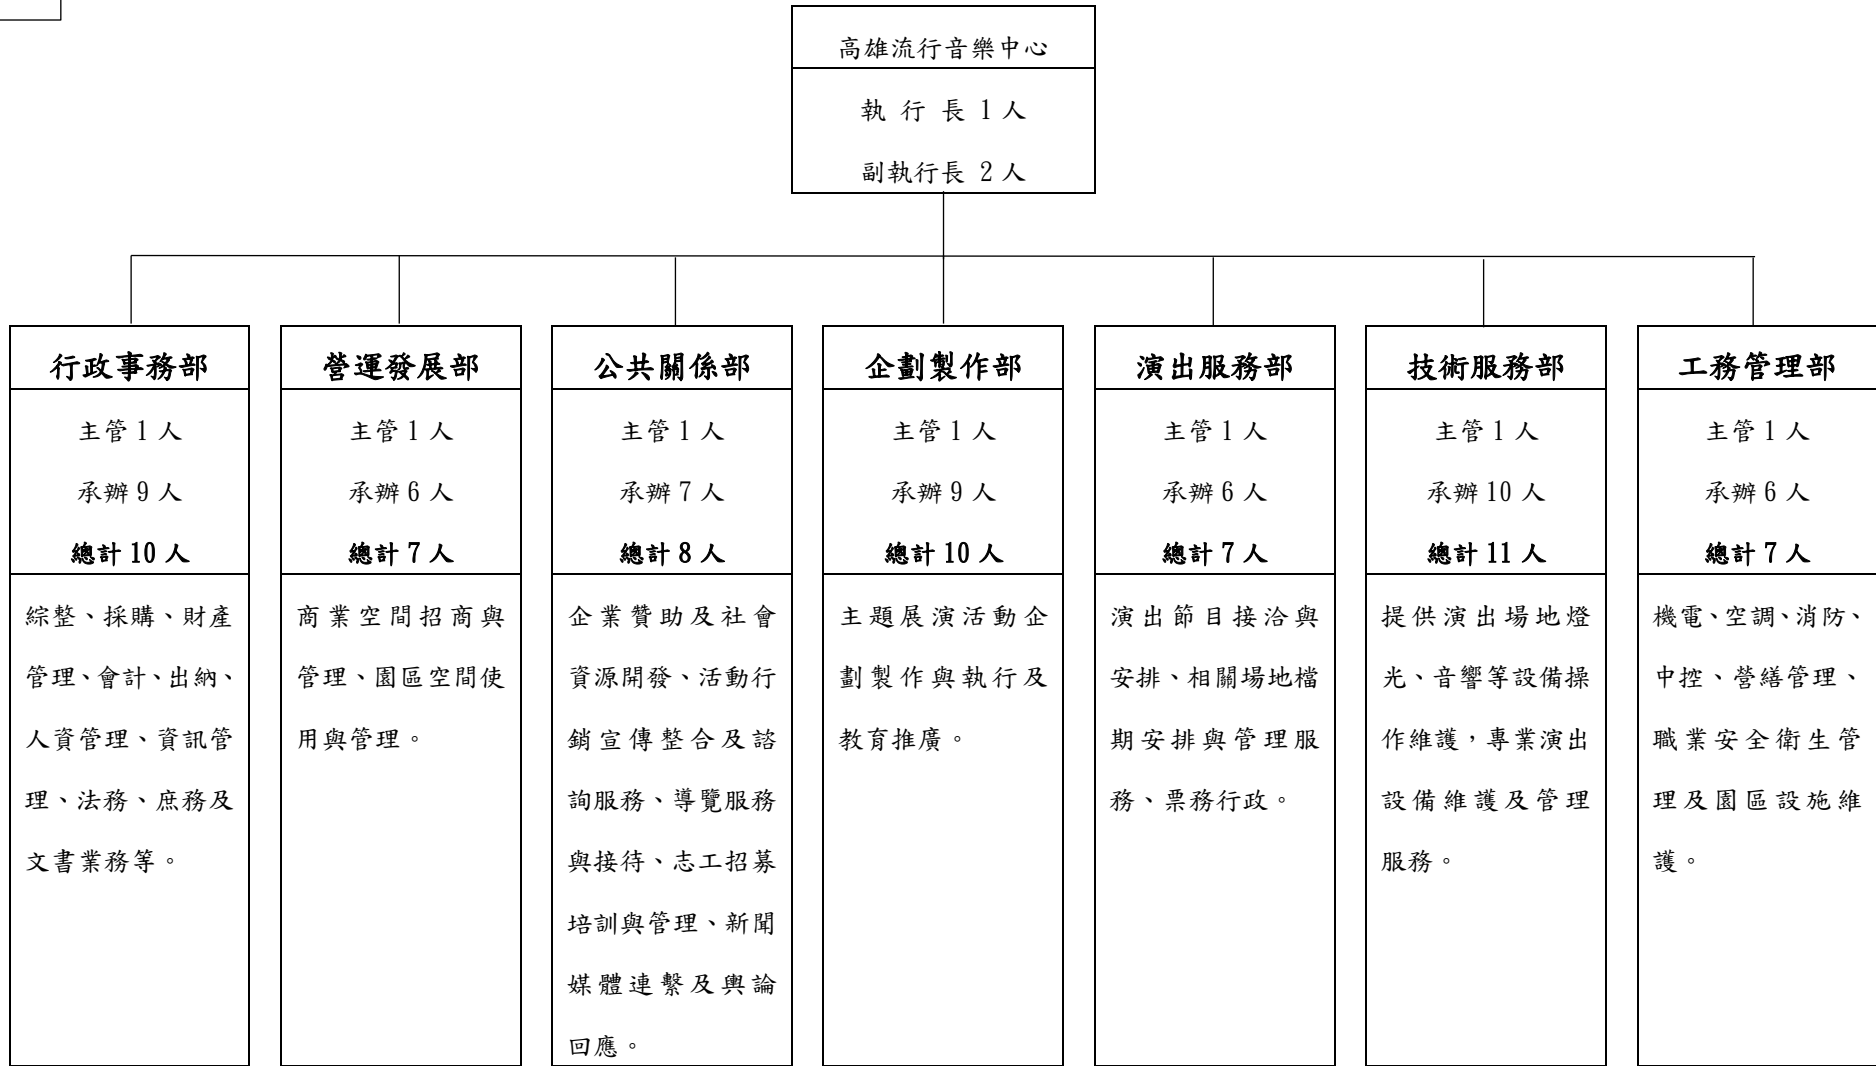 高雄流行音樂中心
執行長 1 人
副執行長 2 人
行政事務部
主管 1 人
承辦 9 人
總計 10 人
綜整、採購、財產
管理、會計、出納、
人資管理、資訊管
理、法務、庶務及
文書業務等。
營運發展部
主管 1 人
承辦 6 人
總計 7 人
商業空間招商與
管理、園區空間使
用與管理。
公共關係部
主管 1 人
承辦 7 人
總計 8 人
企業贊助及社會
資源開發、活動行
銷宣傳整合及諮
詢服務、導覽服務
與接待、志工招募
培訓與管理、新聞
媒體連繫及輿論
回應。
企劃製作部
主管 1 人
承辦 9 人
總計 10 人
主題展演活動企
劃製作與執行及
教育推廣。
演出服務部
主管 1 人
承辦 6 人
總計 7 人
演出節目接洽與
安排、相關場地檔
期安排與管理服
務、票務行政。
技術服務部
主管 1 人
承辦 10 人
總計 11 人
提供演出場地燈
光、音響等設備操
作維護，專業演出
設備維護及管理
服務。
工務管理部
主管 1 人
承辦 6 人
總計 7 人
機電、空調、消防、
中控、營繕管理、
職業安全衛生管
理及園區設施維
護。